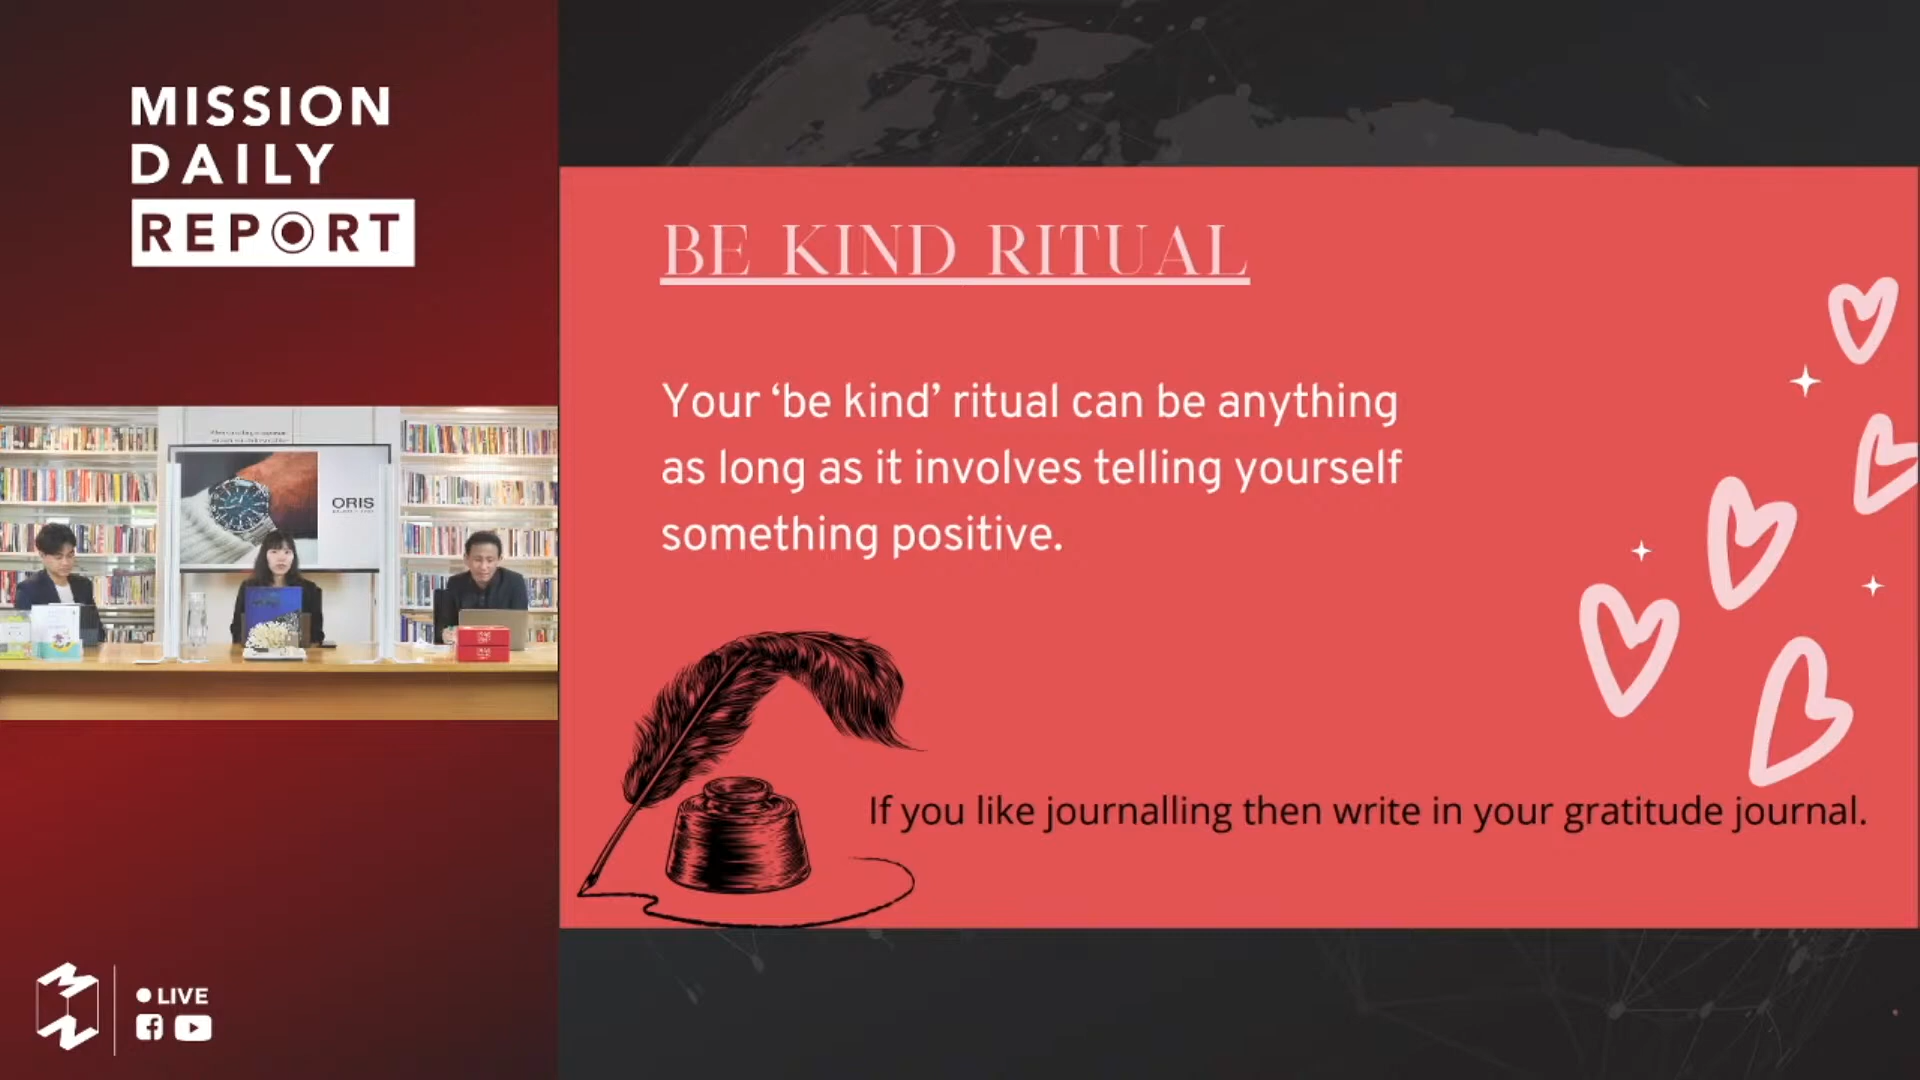 MISSION
DAILY
REPORT
BE KIND RITUAL
Your ‘be kind’ ritual can be anything
as long as it involves telling yourself
something positive.
If you like journalling then write in your gratitude journal.
ORIS
LIVE